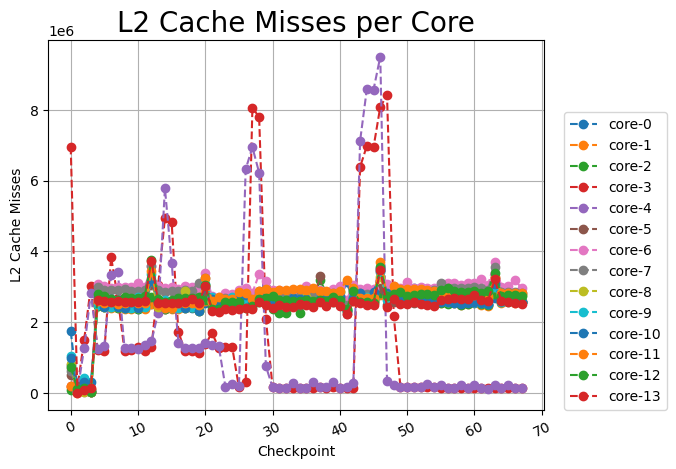 L2 Cache Misses per Core
1e6
8
6
4
2
0
L2 Cache Misses
0
10
20
30
40
50
60
70
Checkpoint
core-0
core-1
core-2
core-3
core-4
core-5
core-6
core-7
core-8
core-9
core-10
core-11
core-12
core-13